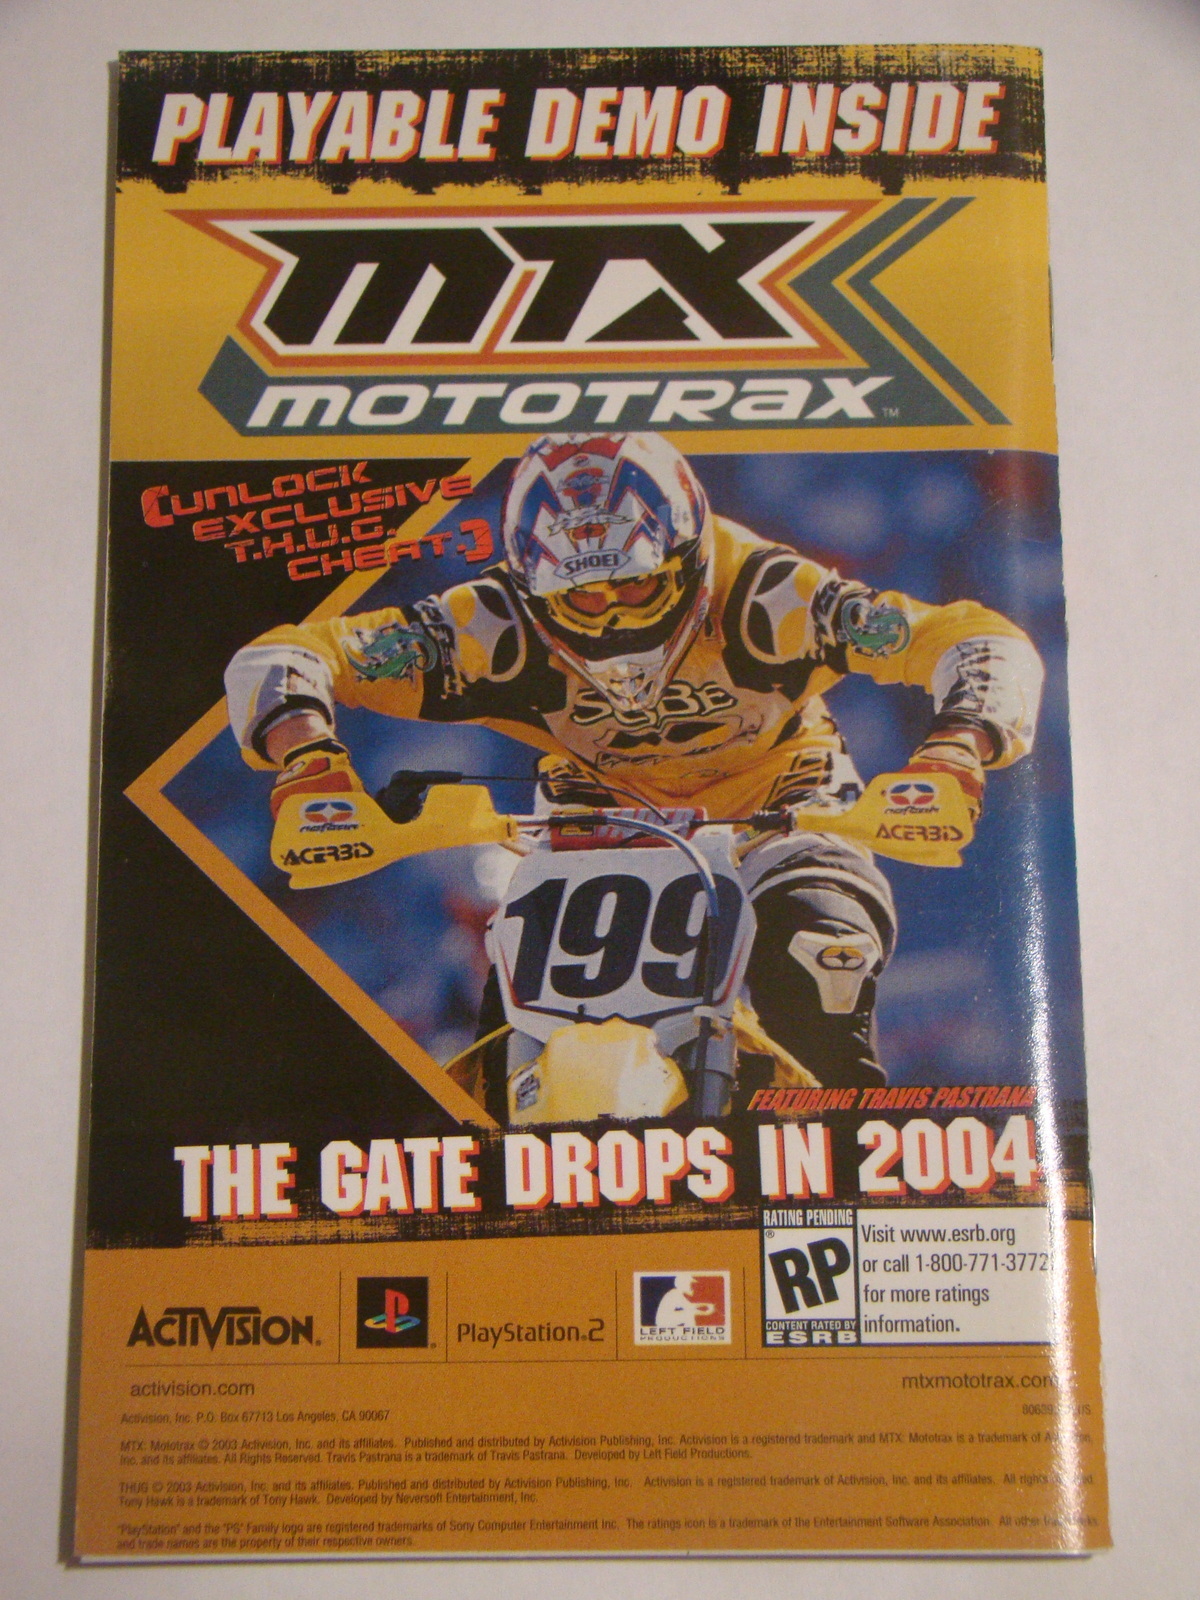 PLAYABLE DEMO INSIDE
MTX
MOTOTRAX™
UNLOCK
EXCLUSIVE
T.H.U.G.
CHEAT.
SHOEI
SOBE
ACERBIS
ACERBIS
199
FEATURING TRAVIS PASTRANA
THE GATE DROPS IN 2004
RATING PENDING
RP
CONTENT RATED BY
ESRB
Visit www.esrb.org
or call 1-800-771-3772
for more ratings
information.
ACTIVISION.
PlayStation.2
LEFT FIELD
PRODUCTIONS
activision.com
mtxmototrax.com
Activision, Inc. P.O. Box 67713 Los Angeles, CA 90067
MTX: Mototrax © 2003 Activision, Inc. and its affiliates. Published and distributed by Activision Publishing, Inc. Activision is a registered trademark and MTX: Mototrax is a trademark of
Inc. and its affiliates. All Rights Reserved. Travis Pastrana is a trademark of Travis Pastrana. Developed by Left Field Productions.
THUG © 2003 Activision, Inc. and its affiliates. Published and distributed by Activision Publishing, Inc. Activision is a registered trademark of Activision, Inc. and its affiliates. All rights
Tony Hawk is a trademark of Tony Hawk. Developed by Neversoft Entertainment, Inc.
"PlayStation" and the "PS" Family logo are registered trademarks of Sony Computer Entertainment Inc. The ratings icon is a trademark of the Entertainment Software Association. All other
and trade names are the property of their respective owners.